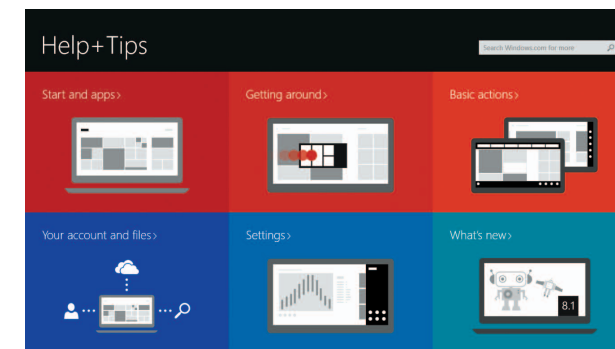 Help+Tips
Search Windows.com for more
Start and apps>
Getting around>
Basic actions>
Your account and files>
Settings>
What's new>
8.1